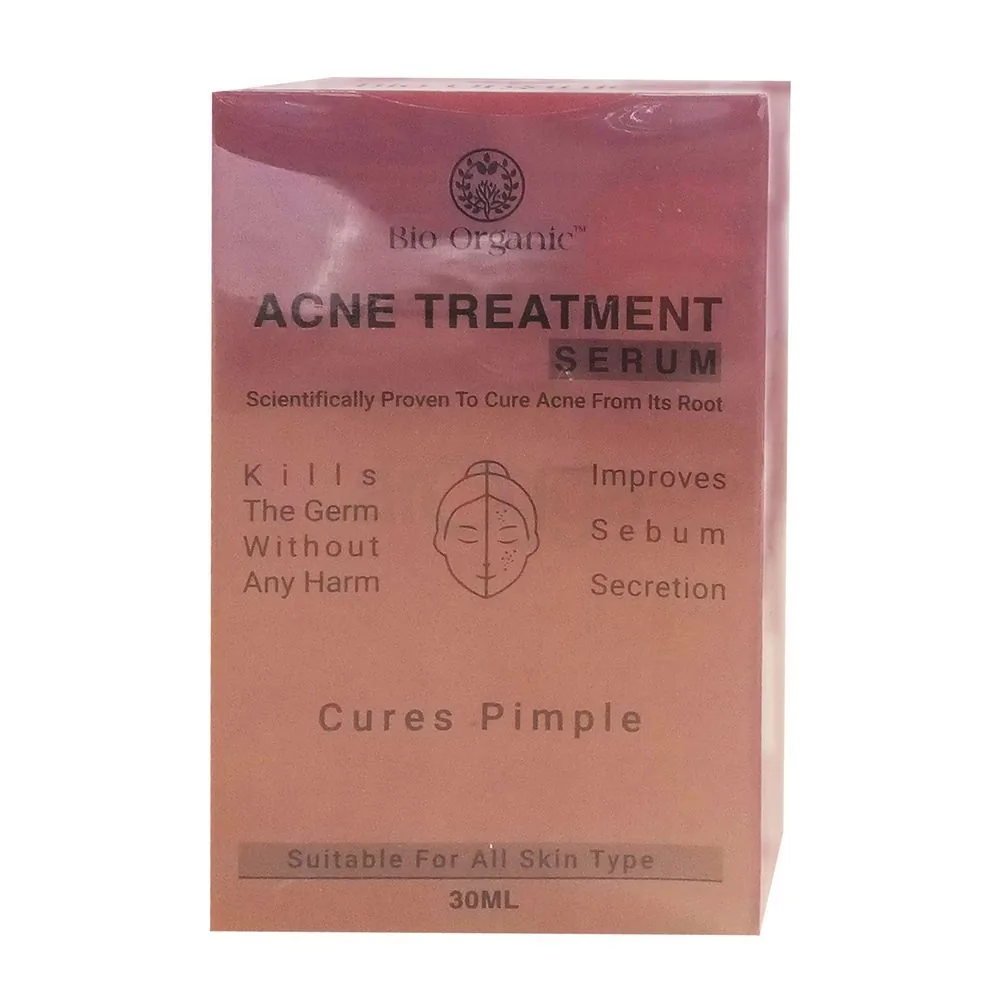 Bio Organic™
ACNE TREATMENT
SERUM
Scientifically Proven To Cure Acne From Its Root
Kills
The Germ
Without
Any Harm
Improves
Sebum
Secretion
Cures Pimple
Suitable For All Skin Type
30ML